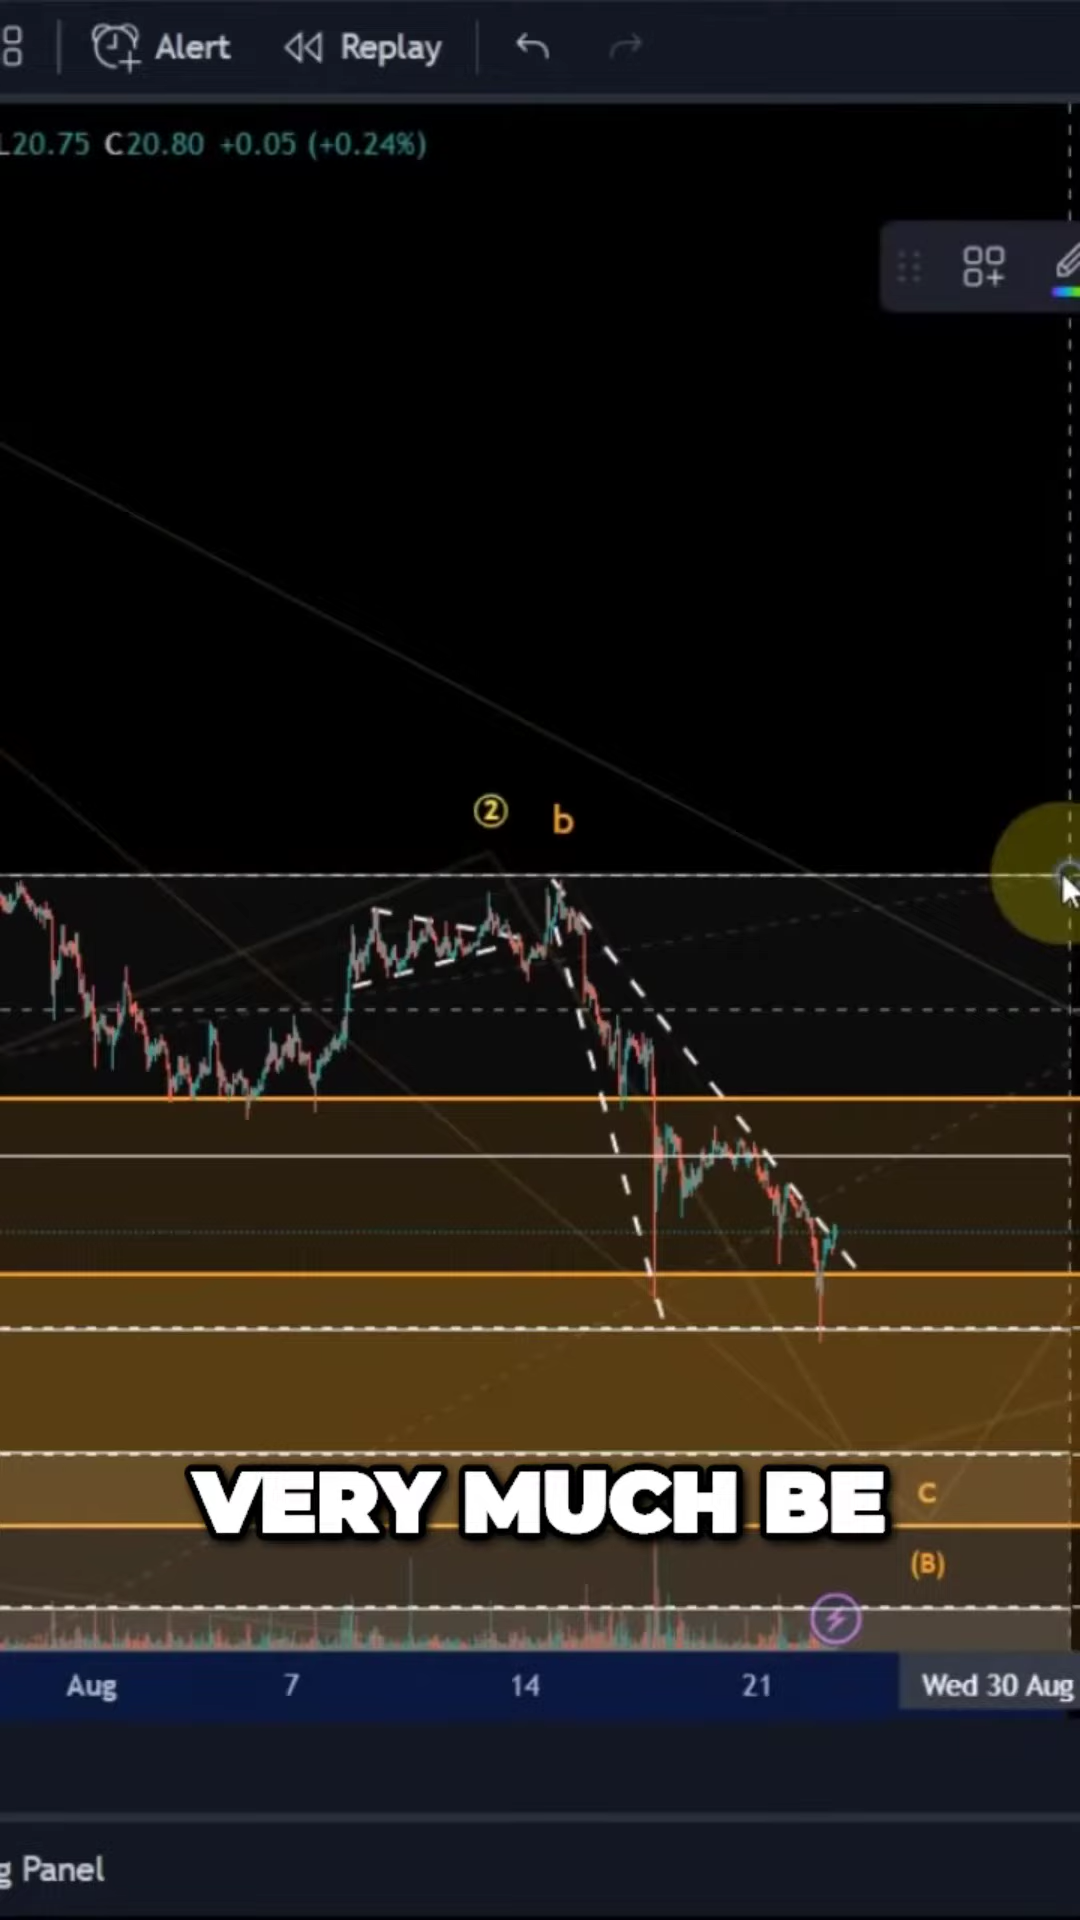 Alert Replay
L20.75 C20.80 +0.05 (+0.24%)
② b
VERY MUCH BE
C
(B)
Aug 7 14 21 Wed 30 Aug
g Panel